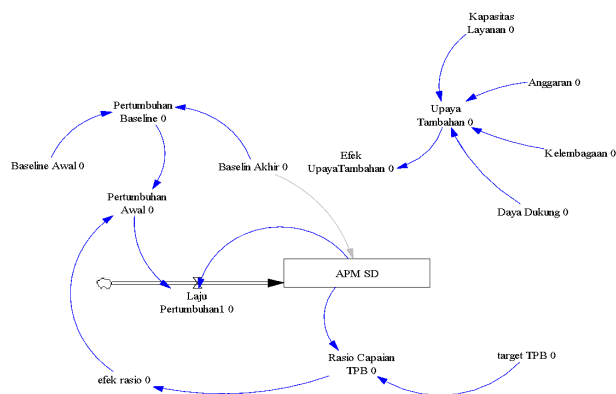 Kapasitas
Layanan 0
Pertumbuhan
Baseline 0
Anggaran 0
Upaya
Tambahan 0
Baseline Awal 0
Baselin Akhir 0
Efek
UpayaTambahan 0
Kelembagaan 0
Pertumbuhan
Awal 0
Daya Dukung 0
APM SD
Laju
Pertumbuhan1 0
Rasio Capaian
TPB 0
target TPB 0
efek rasio 0